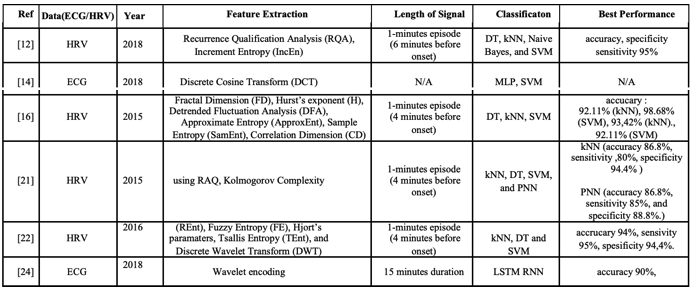 Ref Data(ECG/HRV) Year Feature Extraction Length of Signal Classificaton Best Performance
[12] HRV 2018 Recurrence Qualification Analysis (RQA), Increment Entropy (IncEn) 1-minutes episode (6 minutes before onset) DT, kNN, Naive Bayes, and SVM accuracy, specificity sensitivity 95%
[14] ECG 2018 Discrete Cosine Transform (DCT) N/A MLP, SVM N/A
[16] HRV 2015 Fractal Dimension (FD), Hurst's exponent (H), Detrended Fluctuation Analysis (DFA), Approximate Entropy (ApproxEnt), Sample Entropy (SamEnt), Correlation Dimension (CD) 1-minutes episode (4 minutes before onset) DT, kNN, SVM accucary : 92.11% (kNN), 98.68% (SVM), 93,42% (kNN)., 92.11% (SVM)
[21] HRV 2015 using RAQ, Kolmogorov Complexity 1-minutes episode (4 minutes before onset) kNN, DT, SVM, and PNN kNN (accuracy 86.8%, sensitivity ,80%, specificity 94.4% )
PNN (accuracy 86.8%, sensitivity 85%, and specificity 88.8%.)
[22] HRV 2016 (REnt), Fuzzy Entropy (FE), Hjort's paramaters, Tsallis Entropy (TEnt), and Discrete Wavelet Transform (DWT) 1-minutes episode (4 minutes before onset) kNN, DT and SVM accrucary 94%, sensivity 95%, spesificity 94,4%.
[24] ECG 2018 Wavelet encoding 15 minutes duration LSTM RNN accuracy 90%,